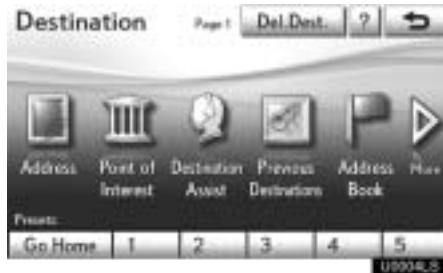 Destination Page 1 Del.Dest. ?
Address Point of Interest Destination Assist Previous Destinations Address Book More
Presets
Go Home 1 2 3 4 5
U0004LS